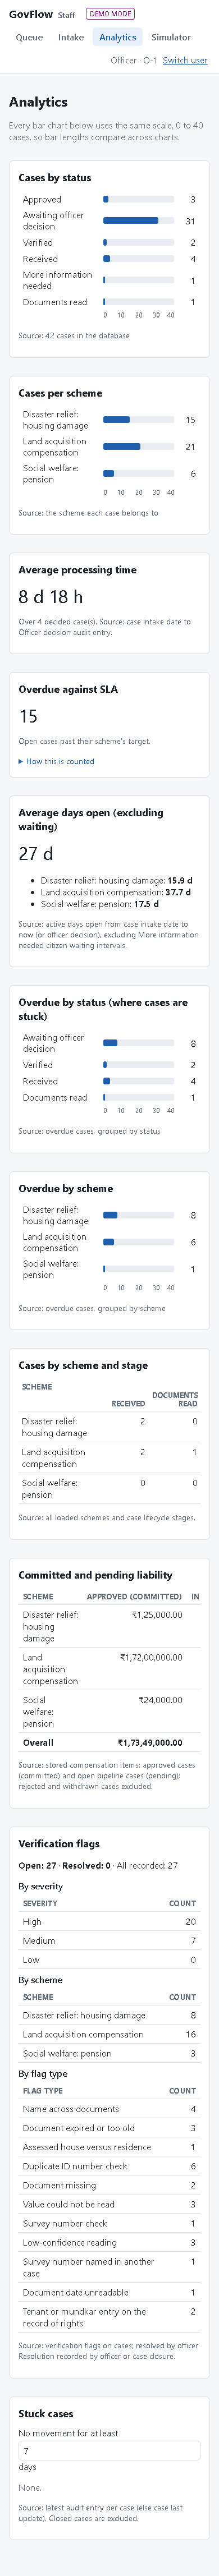 GovFlow Staff DEMO MODE
Queue Intake Analytics Simulator
Officer · O-1 Switch user
Analytics
Every bar chart below uses the same scale, 0 to 40
cases, so bar lengths compare across charts.
Cases by status
Approved 3
Awaiting officer
decision 31
Verified 2
Received 4
More information
needed 1
Documents read 1
0 10 20 30 40
Source: 42 cases in the database
Cases per scheme
Disaster relief:
housing damage 15
Land acquisition
compensation 21
Social welfare:
pension 6
0 10 20 30 40
Source: the scheme each case belongs to
Average processing time
8 d 18 h
Over 4 decided case(s). Source: case intake date to
Officer decision audit entry.
Overdue against SLA
15
Open cases past their scheme's target.
▶ How this is counted
Average days open (excluding
waiting)
27 d
• Disaster relief: housing damage: 15.9 d
• Land acquisition compensation: 37.7 d
• Social welfare: pension: 17.5 d
Source: active days open from case intake date to
now (or officer decision), excluding More information
needed citizen waiting intervals.
Overdue by status (where cases are
stuck)
Awaiting officer
decision 8
Verified 2
Received 4
Documents read 1
0 10 20 30 40
Source: overdue cases, grouped by status
Overdue by scheme
Disaster relief:
housing damage 8
Land acquisition
compensation 6
Social welfare:
pension 1
0 10 20 30 40
Source: overdue cases, grouped by scheme
Cases by scheme and stage
SCHEME
RECEIVED DOCUMENTS
READ
Disaster relief:
housing damage 2 0
Land acquisition
compensation 2 1
Social welfare:
pension 0 0
Source: all loaded schemes and case lifecycle stages.
Committed and pending liability
SCHEME APPROVED (COMMITTED) IN
Disaster relief: ₹1,25,000.00
housing
damage
Land ₹1,72,00,000.00
acquisition
compensation
Social ₹24,000.00
welfare:
pension
Overall ₹1,73,49,000.00
Source: stored compensation items: approved cases
(committed) and open pipeline cases (pending);
rejected and withdrawn cases excluded.
Verification flags
Open: 27 · Resolved: 0 · All recorded: 27
By severity
SEVERITY COUNT
High 20
Medium 7
Low 0
By scheme
SCHEME COUNT
Disaster relief: housing damage 8
Land acquisition compensation 16
Social welfare: pension 3
By flag type
FLAG TYPE COUNT
Name across documents 4
Document expired or too old 3
Assessed house versus residence 1
Duplicate ID number check 6
Document missing 2
Value could not be read 3
Survey number check 1
Low-confidence reading 3
Survey number named in another 1
case
Document date unreadable 1
Tenant or mundkar entry on the 2
record of rights
Source: verification flags on cases; resolved by officer
Resolution recorded by officer or case closure.
Stuck cases
No movement for at least
7
days
None.
Source: latest audit entry per case (else case last
update). Closed cases are excluded.